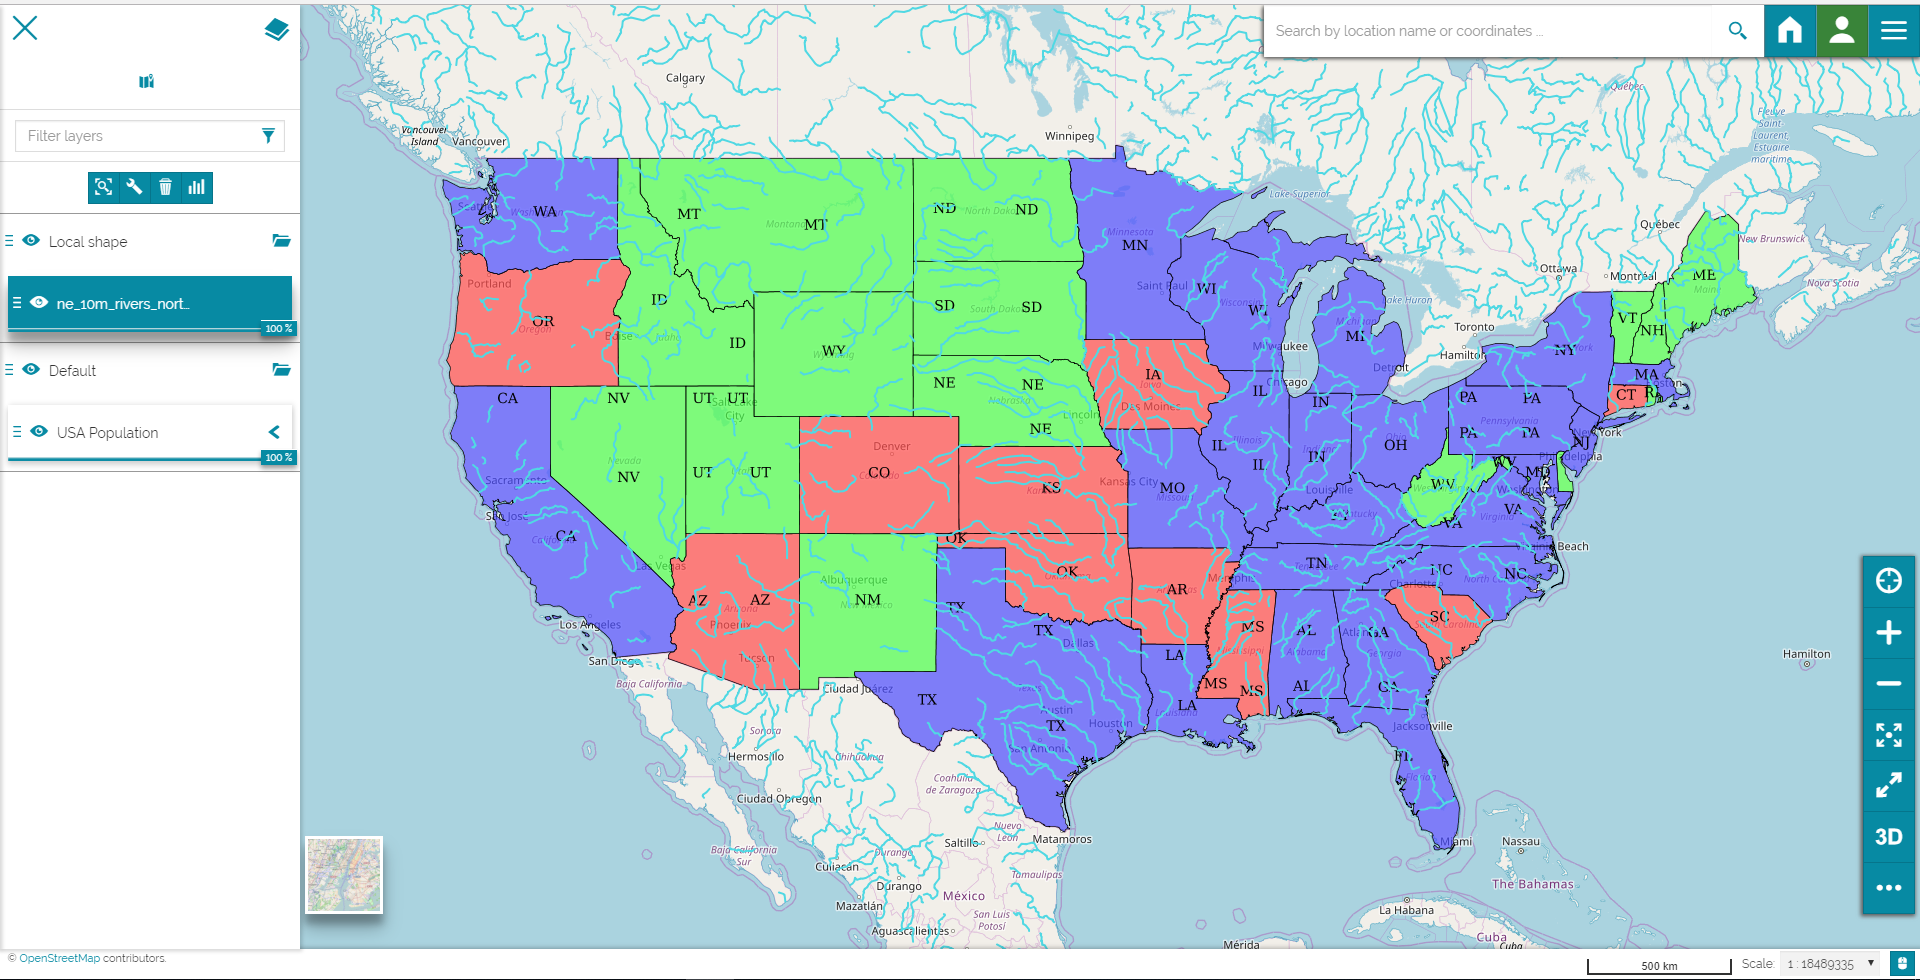 Search by location name or coordinates ...
Filter layers
Local shape
ne_10m_rivers_nort...
100 %
Default
USA Population
100 %
Calgary
Winnipeg
Vancouver Island
Vancouver
Québec
Fleuve
Saint-
Laurent,
Estuaire
maritime
Lake Superior
Québec
New Brunswick
Nova Scotia
Ottawa
Montréal
Toronto
Hamilton
Lake Huron
WA
MT
MT
Montana
ND
North Dakota
ND
MN
Minnesota
Saint Paul
WI
WI
Wisconsin
Milwaukee
MI
Michigan
Detroit
ME
Maine
VT
NH
NY
MA
Boston
CT
RI
Portland
OR
Oregon
Boise
ID
ID
Idaho
SD
South Dakota
SD
WY
Wyoming
NE
NE
NE
Nebraska
Lincoln
IA
Iowa
Des Moines
Chicago
IL
IL
IL
Illinois
IN
IN
OH
Ohio
PA
PA
PA
PA
Pennsylvania
New York
NJ
Philadelphia
MD
Washington
WV
WV
VA
VA
Virginia
Virginia Beach
CA
CA
California
Sacramento
San José
Los Angeles
San Diego
NV
NV
Nevada
Las Vegas
UT
UT
UT
UT
Salt Lake
City
Denver
CO
KS
Kansas City
MO
Missouri
Louisville
Kentucky
TN
Tennessee
Memphis
NC
NC
Charlotte
SC
South Carolina
AZ
AZ
Arizona
Phoenix
Tucson
Albuquerque
NM
New Mexico
OK
OK
AR
MS
MS
MS
Mississippi
AL
AL
Alabama
Atlanta
GA
GA
Georgia
LA
LA
Louisiana
TX
TX
TX
TX
Dallas
Austin
Houston
San Antonio
Jacksonville
FL
Florida
Miami
Ciudad Juárez
Baja California
Sonora
Hermosillo
Chihuahua
Ciudad Obregon
Coahuila
de Zaragoza
Nuevo
León
Matamoros
Saltillo
Baja California
Sur
Durango
Culiacán
Tamaulipas
Durango
México
Mazatlán
San Luis
Potosí
Aguascalientes
Mérida
Nassau
The Bahamas
La Habana
Cuba
Cuba
Hamilton
3D
© OpenStreetMap contributors.
500 km
Scale: 1 : 18489335